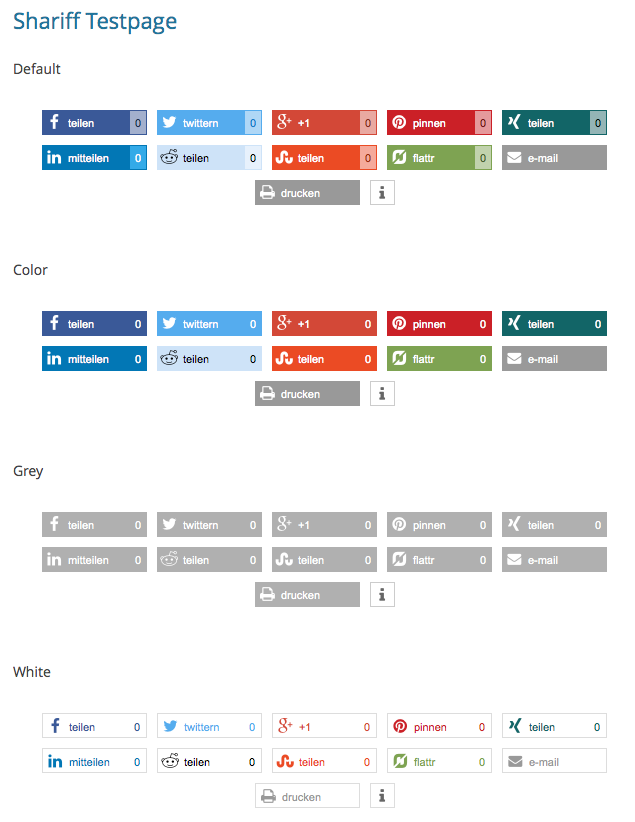 Shariff Testpage
Default
teilen 0 twittern 0 g+ +1 0 pinnen 0 teilen 0
in mitteilen 0 teilen 0 teilen 0 flattr 0 e-mail
drucken i
Color
teilen 0 twittern 0 g+ +1 0 pinnen 0 teilen 0
in mitteilen 0 teilen 0 teilen 0 flattr 0 e-mail
drucken i
Grey
teilen 0 twittern 0 g+ +1 0 pinnen 0 teilen 0
in mitteilen 0 teilen 0 teilen 0 flattr 0 e-mail
drucken i
White
teilen 0 twittern 0 g+ +1 0 pinnen 0 teilen 0
in mitteilen 0 teilen 0 teilen 0 flattr 0 e-mail
drucken i